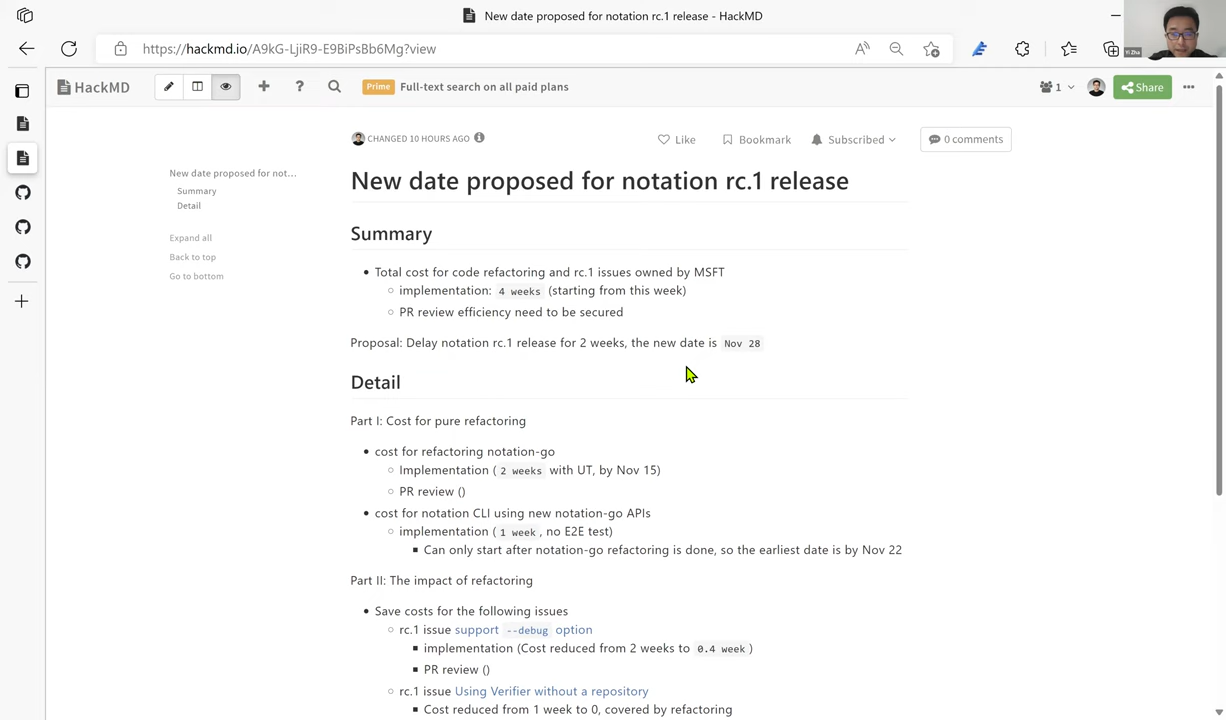 New date proposed for notation rc.1 release - HackMD
https://hackmd.io/A9kG-LjiR9-E9BiPsBb6Mg?view
Yi Zha
HackMD
Prime Full-text search on all paid plans
1
Share
CHANGED 10 HOURS AGO
Like
Bookmark
Subscribed
0 comments
New date proposed for not...
Summary
Detail
Expand all
Back to top
Go to bottom
New date proposed for notation rc.1 release
Summary
Total cost for code refactoring and rc.1 issues owned by MSFT
implementation: 4 weeks (starting from this week)
PR review efficiency need to be secured
Proposal: Delay notation rc.1 release for 2 weeks, the new date is Nov 28
Detail
Part I: Cost for pure refactoring
cost for refactoring notation-go
Implementation ( 2 weeks with UT, by Nov 15)
PR review ()
cost for notation CLI using new notation-go APIs
implementation ( 1 week , no E2E test)
Can only start after notation-go refactoring is done, so the earliest date is by Nov 22
Part II: The impact of refactoring
Save costs for the following issues
rc.1 issue support --debug option
implementation (Cost reduced from 2 weeks to 0.4 week )
PR review ()
rc.1 issue Using Verifier without a repository
Cost reduced from 1 week to 0, covered by refactoring